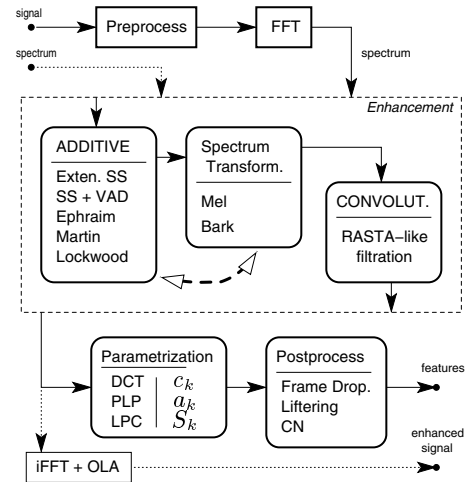 signal
Preprocess
FFT
spectrum
spectrum
Enhancement
ADDITIVE
Exten. SS
SS + VAD
Ephraim
Martin
Lockwood
Spectrum
Transform.
Mel
Bark
CONVOLUT.
RASTA−like
filtration
Parametrization
DCT c_k
PLP a_k
LPC S_k
Postprocess
Frame Drop.
Liftering
CN
features
enhanced
signal
iFFT + OLA